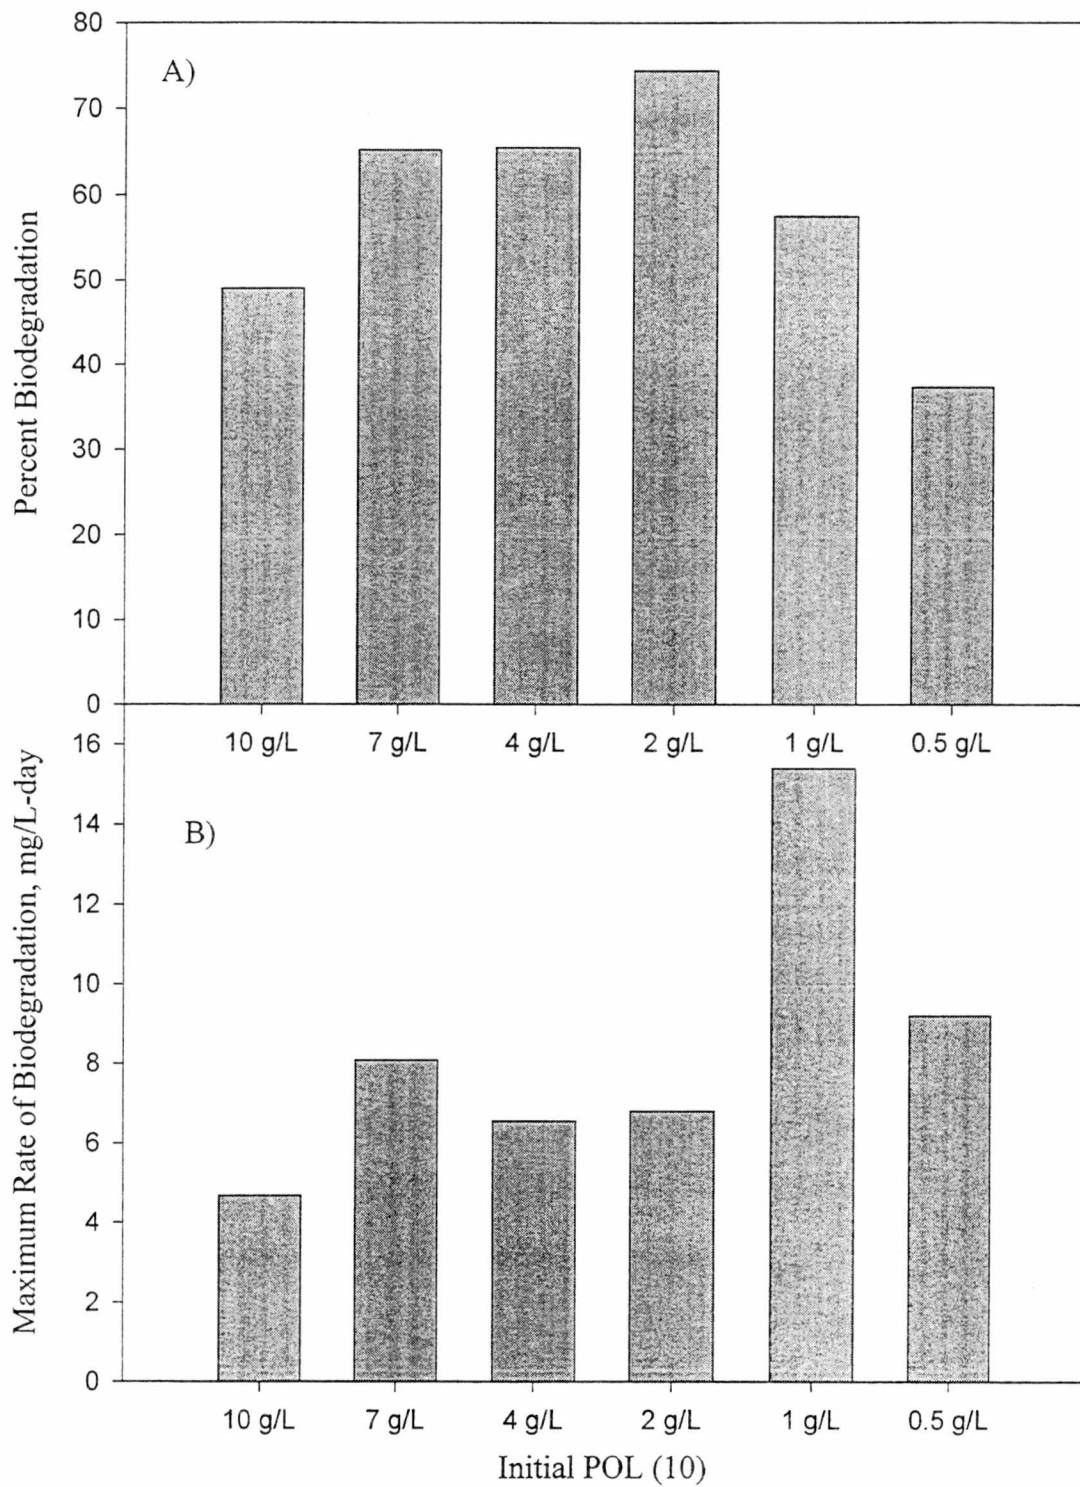 80
A)
70
60
50
40
30
20
10
0
Percent Biodegradation
10 g/L 7 g/L 4 g/L 2 g/L 1 g/L 0.5 g/L
16
B)
14
12
10
8
6
4
2
0
Maximum Rate of Biodegradation, mg/L-day
10 g/L 7 g/L 4 g/L 2 g/L 1 g/L 0.5 g/L
Initial POL (10)